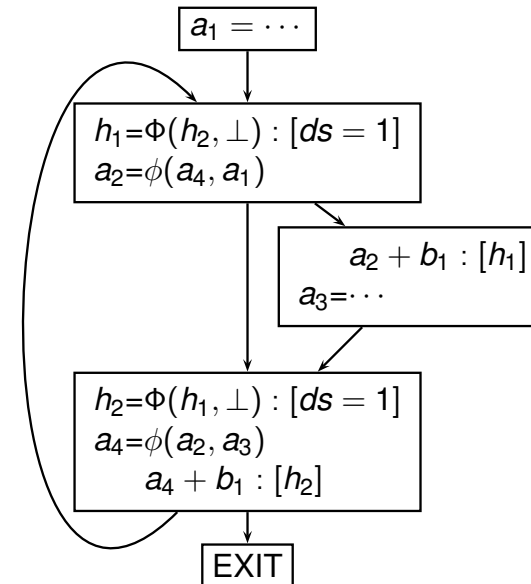 a₁ = ⋯
h₁=Φ(h₂, ⊥) : [ds = 1]
a₂=ϕ(a₄, a₁)
a₂ + b₁ : [h₁]
a₃=⋯
h₂=Φ(h₁, ⊥) : [ds = 1]
a₄=ϕ(a₂, a₃)
a₄ + b₁ : [h₂]
EXIT